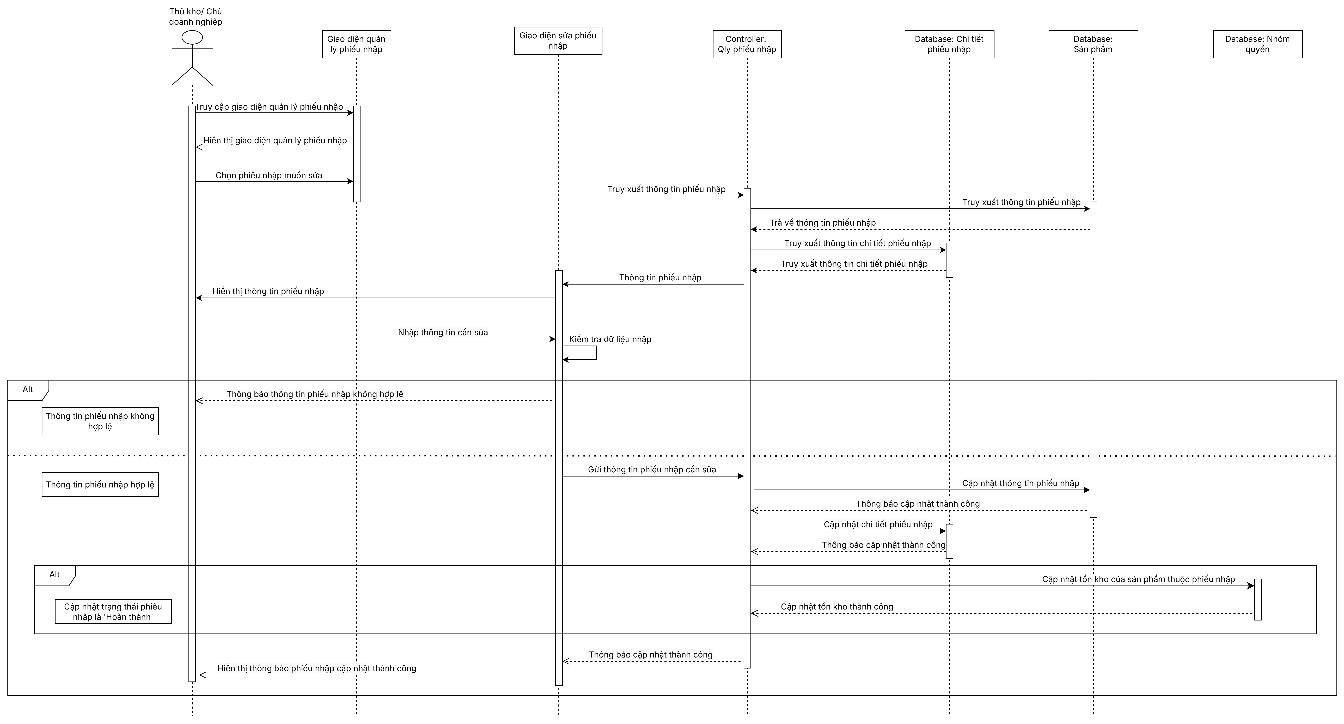 Thủ kho/ Chủ
doanh nghiệp
Giao diện quản
lý phiếu nhập
Giao diện sửa phiếu
nhập
Controller:
Qly phiếu nhập
Database: Chi tiết
phiếu nhập
Database:
Sản phẩm
Database: Nhóm
quyền
Truy cập giao diện quản lý phiếu nhập
Hiển thị giao diện quản lý phiếu nhập
Chọn phiếu nhập muốn sửa
Truy xuất thông tin phiếu nhập
Truy xuất thông tin phiếu nhập
Trả về thông tin phiếu nhập
Truy xuất thông tin chi tiết phiếu nhập
Truy xuất thông tin chi tiết phiếu nhập
Thông tin phiếu nhập
Hiển thị thông tin phiếu nhập
Nhập thông tin cần sửa
Kiểm tra dữ liệu nhập
Alt
Thông báo thông tin phiếu nhập không hợp lệ
Thông tin phiếu nhập không
hợp lệ
Gửi thông tin phiếu nhập cần sửa
Thông tin phiếu nhập hợp lệ
Cập nhật thông tin phiếu nhập
Thông báo cập nhật thành công
Cập nhật chi tiết phiếu nhập
Thông báo cập nhật thành công
Alt
Cập nhật tồn kho của sản phẩm thuộc phiếu nhập
Cập nhật trạng thái phiếu
nhập là 'Hoàn thành'
Cập nhật tồn kho thành công
Thông báo cập nhật thành công
Hiển thị thông báo phiếu nhập cập nhật thành công